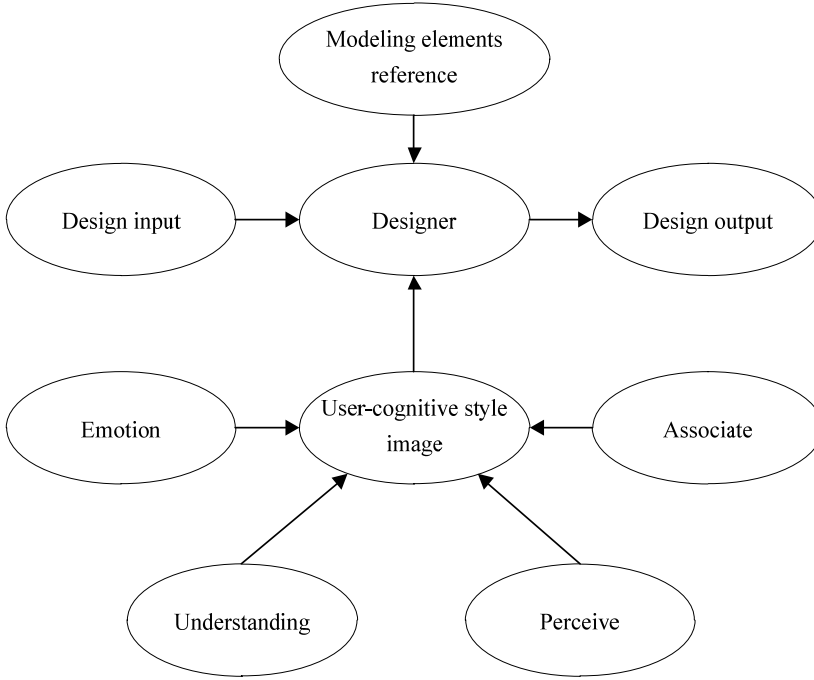 Modeling elements
reference
Design input
Designer
Design output
Emotion
User-cognitive style
image
Associate
Understanding
Perceive